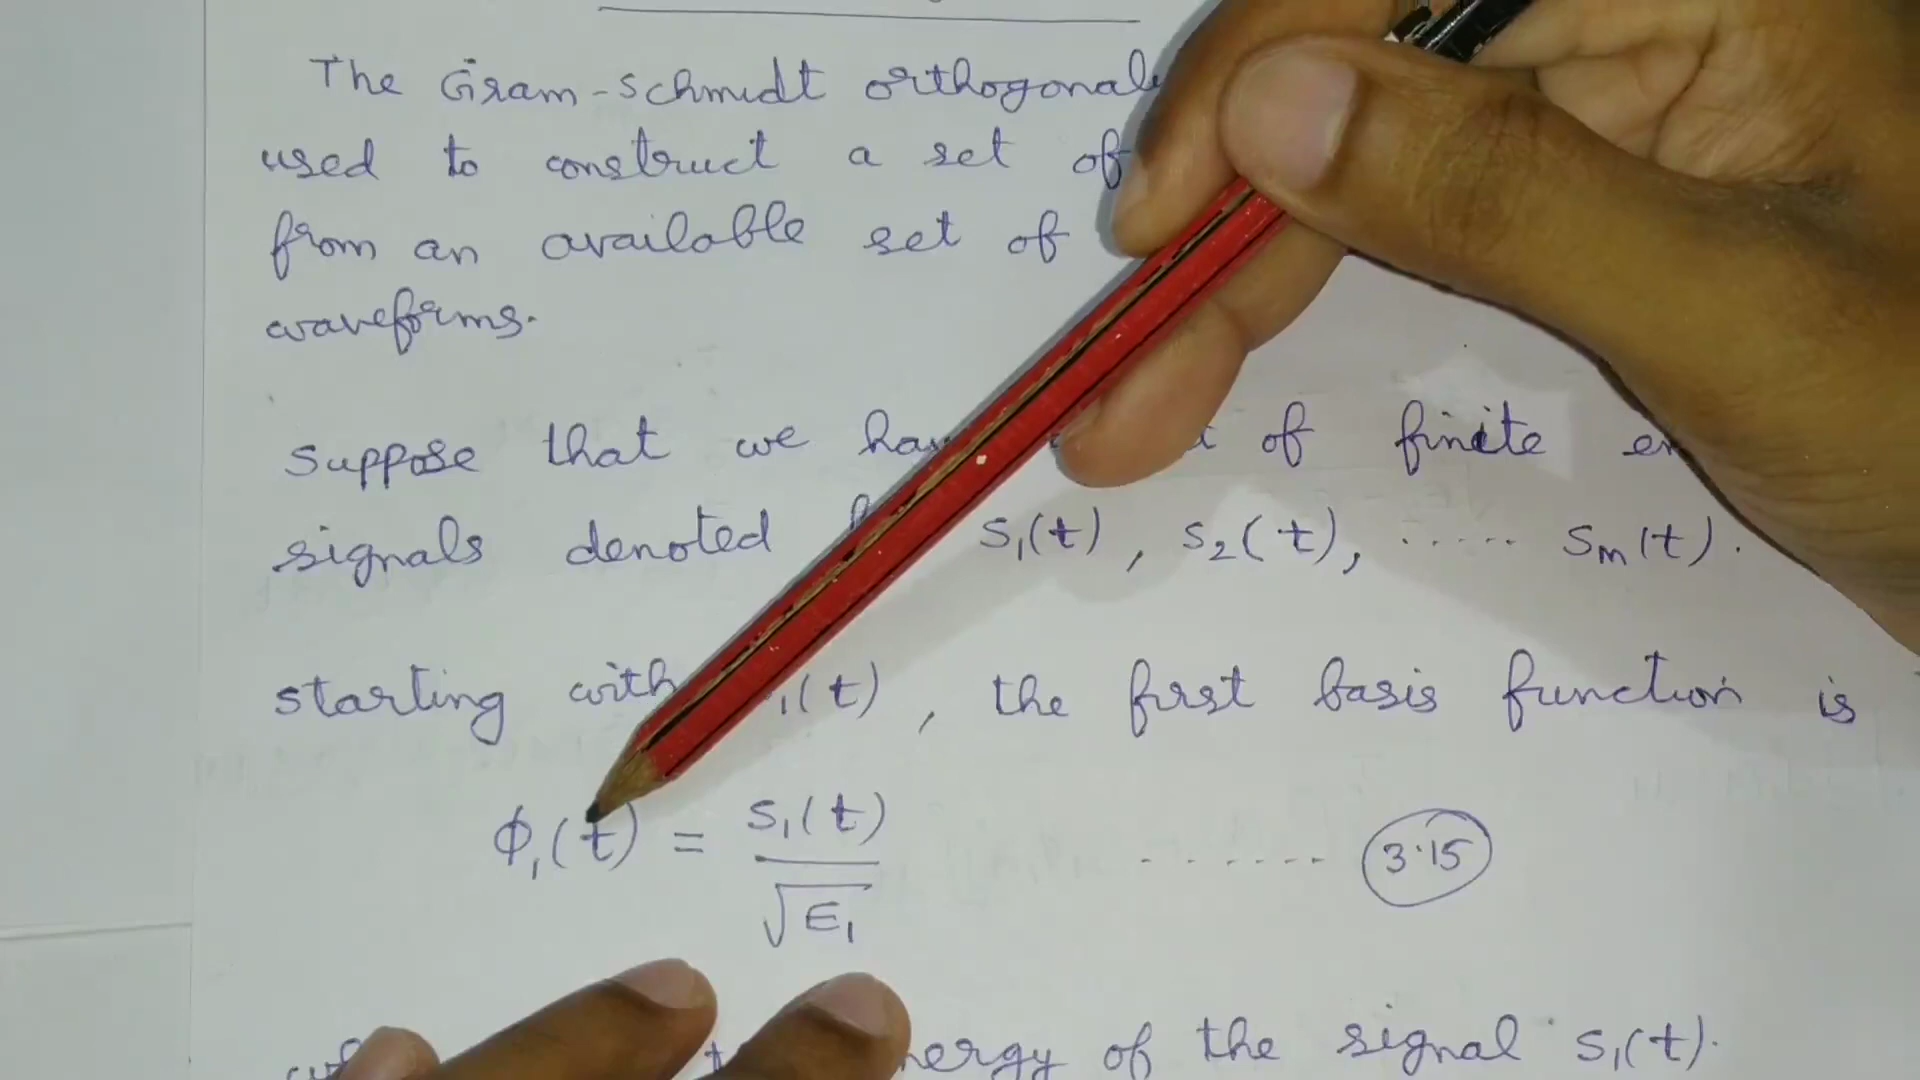 The Gram-Schmidt
used to construct a set of
from an available set of
waveforms.
suppose that we of finite
signals denoted s₁(t), s₂(t), ...... sₘ(t).
starting with ₁(t), the first basis function is
ϕ₁(t) = s₁(t) / √E₁ ....... 3.15
of the signal s₁(t).